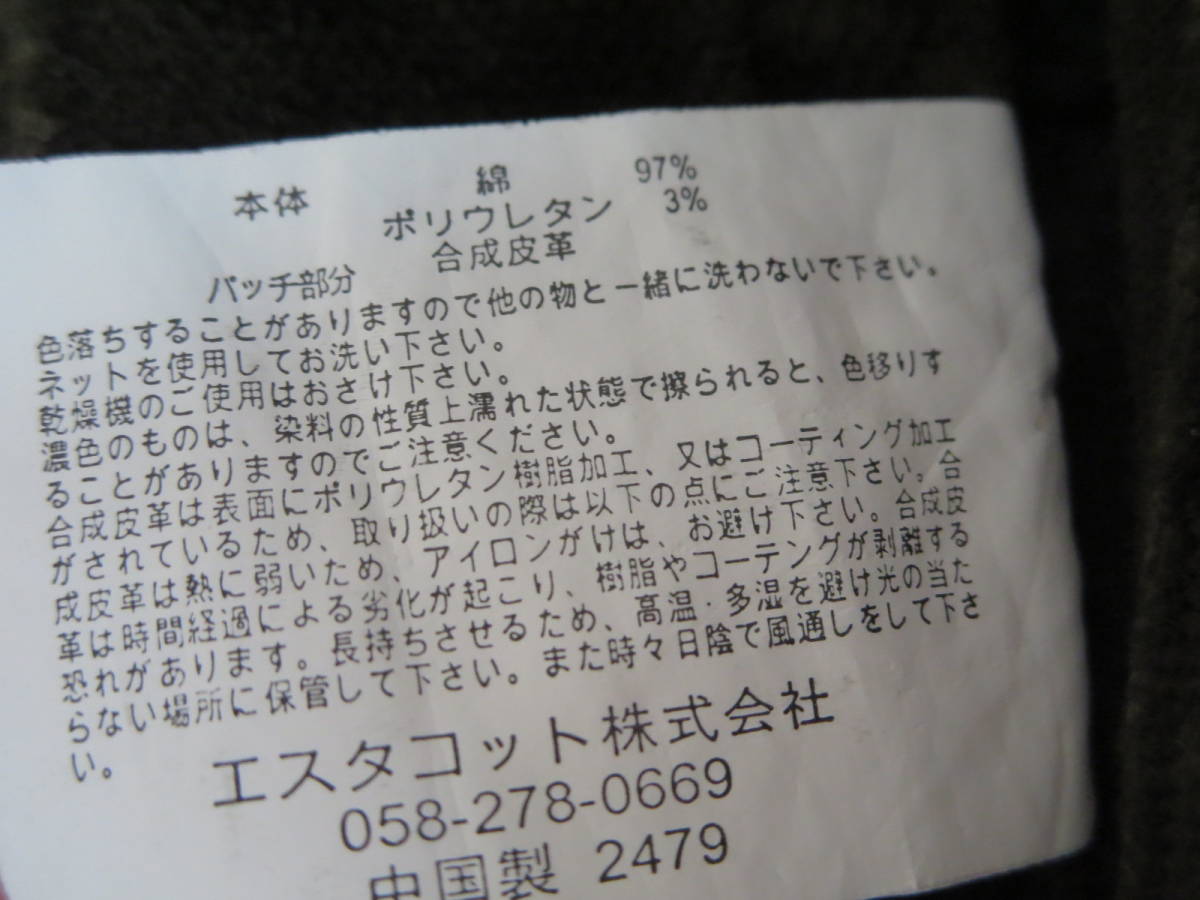 本体 綿 97%
ポリウレタン 3%
パッチ部分 合成皮革
色落ちすることがありますので他の物と一緒に洗わないで下さい。
ネットを使用してお洗い下さい。
乾燥機のご使用はおさけ下さい。
濃色のものは、染料の性質上濡れた状態で擦られると、色移りす
ることがありますのでご注意ください。
合成皮革は表面にポリウレタン樹脂加工、又はコーティング加工
がされているため、取り扱いの際は以下の点にご注意下さい。合
成皮革は熱に弱いため、アイロンがけは、お避け下さい。合成皮
革は時間経過による劣化が起こり、樹脂やコーテングが剥離する
恐れがあります。長持ちさせるため、高温・多湿を避け光の当た
らない場所に保管して下さい。また時々日陰で風通しをして下さ
い。
エスタコット株式会社
058-278-0669
中国製 2479